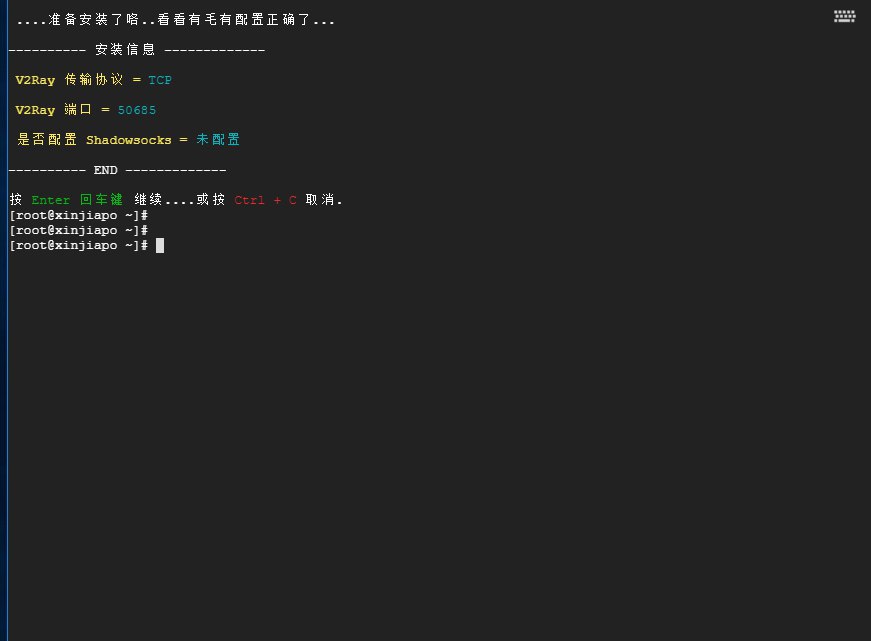 ....准备安装了咯..看看有毛有配置正确了...
---------- 安装信息 -------------
V2Ray 传输协议 = TCP
V2Ray 端口 = 50685
是否配置 Shadowsocks = 未配置
---------- END -------------
按 Enter 回车键 继续....或按 Ctrl + C 取消.
[root@xinjiapo ~]#
[root@xinjiapo ~]#
[root@xinjiapo ~]#